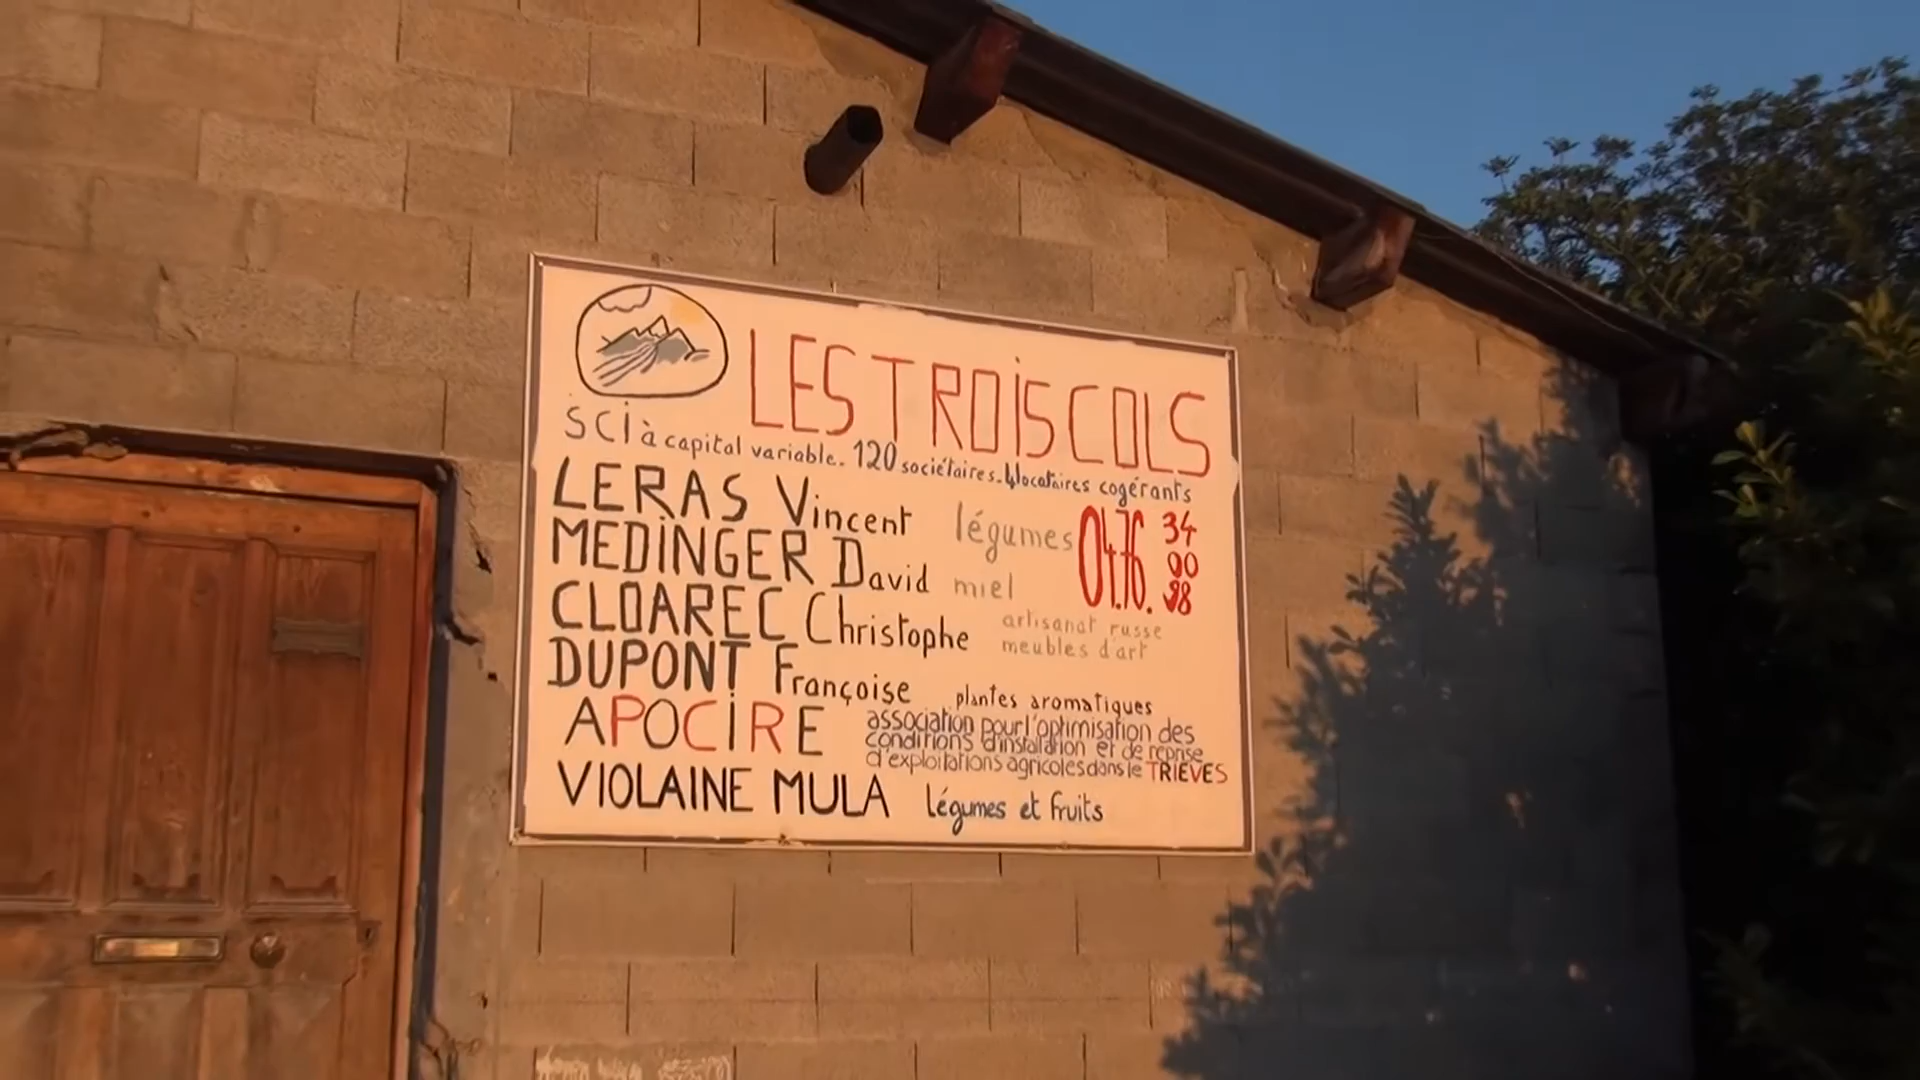 LES TROIS COLS
SCI à capital variable. 120 sociétaires. 4 locataires cogérants
LERAS Vincent légumes
MEDINGER David miel
04.76. 34 00 98
CLOAREC Christophe artisanat russe
meubles d'art
DUPONT Françoise plantes aromatiques
APOCIRE association pour l'optimisation des
conditions d'installation et de reprise
d'exploitations agricoles dans le TRIEVES
VIOLAINE MULA légumes et fruits